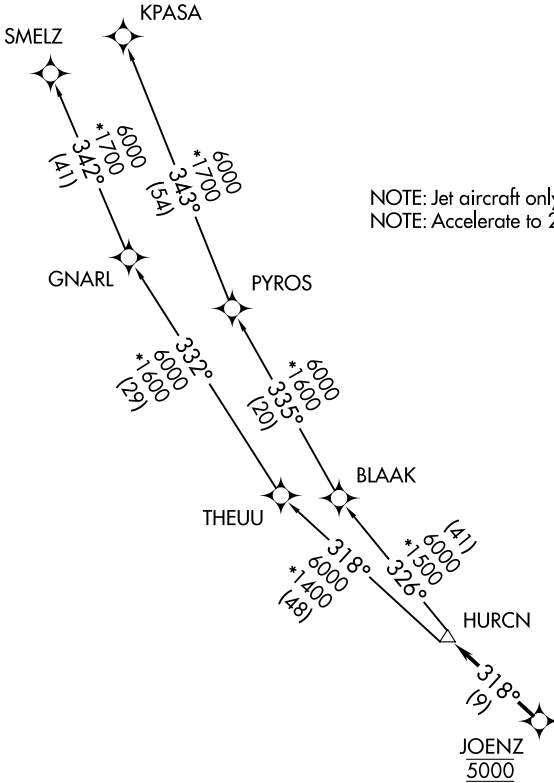 KPASA
SMELZ
6000
*1700
342°
(41)
6000
*1700
343°
(54)
NOTE: Jet aircraft only
NOTE: Accelerate to 2
GNARL
PYROS
332°
6000
*1600
(29)
6000
*1600
335°
(20)
BLAAK
THEUU
318°
6000
*1400
(48)
(41)
6000
*1500
326°
HURCN
318°
(9)
JOENZ
5000